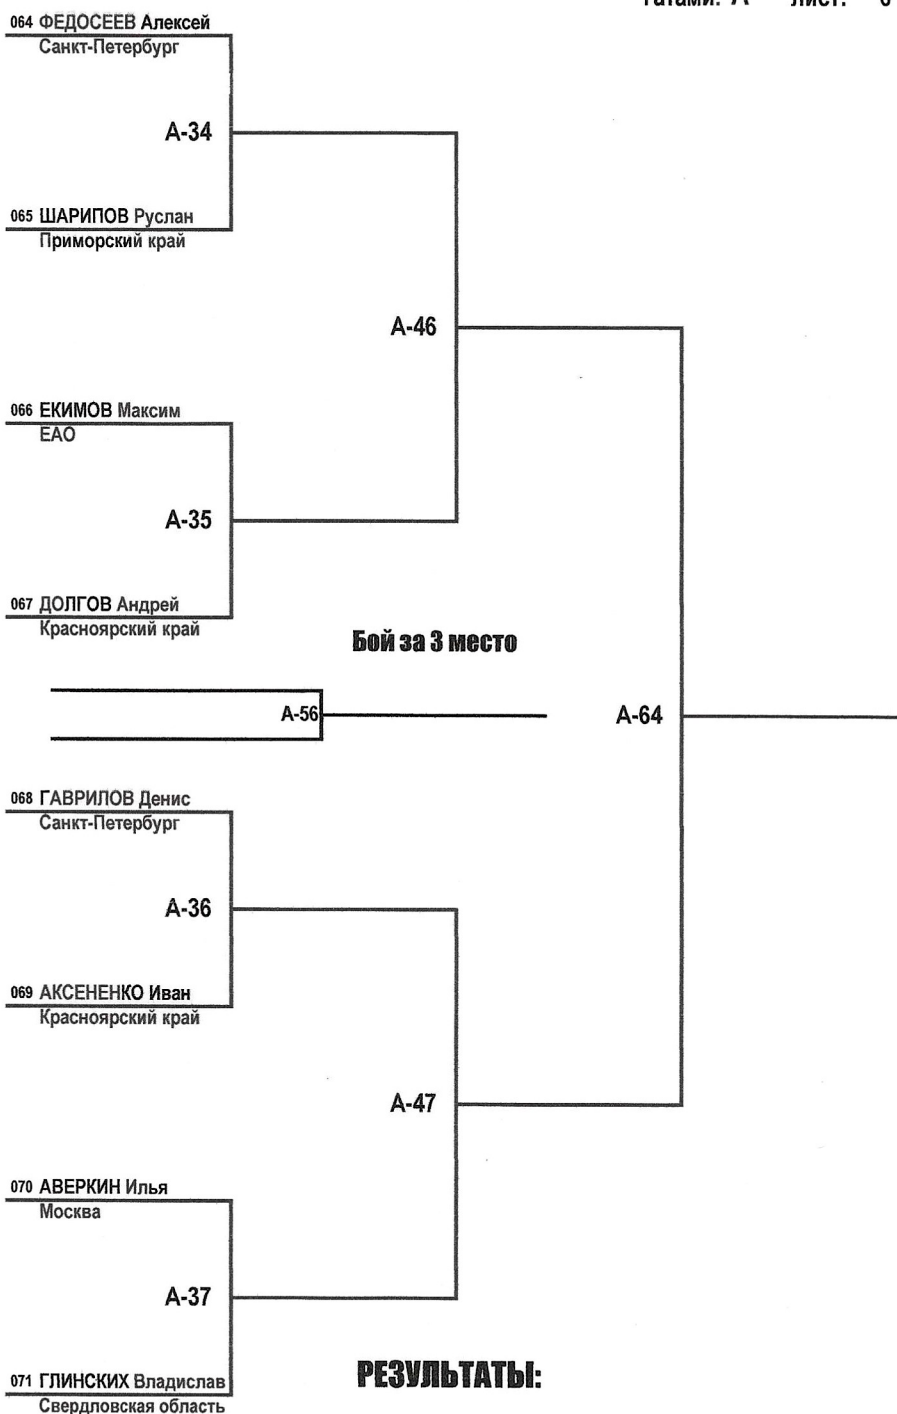 Татами: А лист:
064 ФЕДОСЕЕВ Алексей
Санкт-Петербург
А-34
065 ШАРИПОВ Руслан
Приморский край
А-46
066 ЕКИМОВ Максим
ЕАО
А-35
067 ДОЛГОВ Андрей
Красноярский край
Бой за 3 место
А-56
А-64
068 ГАВРИЛОВ Денис
Санкт-Петербург
А-36
069 АКСЕНЕНКО Иван
Красноярский край
А-47
070 АВЕРКИН Илья
Москва
А-37
РЕЗУЛЬТАТЫ:
071 ГЛИНСКИХ Владислав
Свердловская область